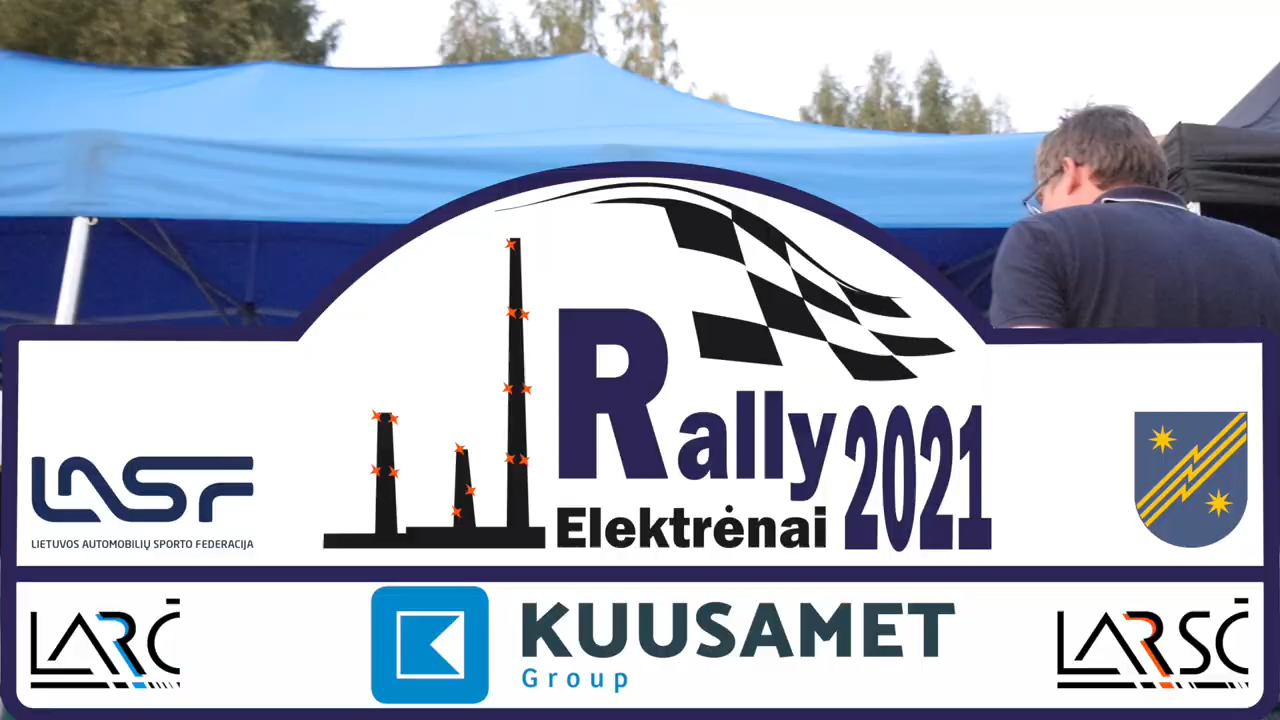 Rally 2021
Elektrėnai
LASF
LIETUVOS AUTOMOBILIŲ SPORTO FEDERACIJA
LARČ
KUUSAMET
Group
LARSČ